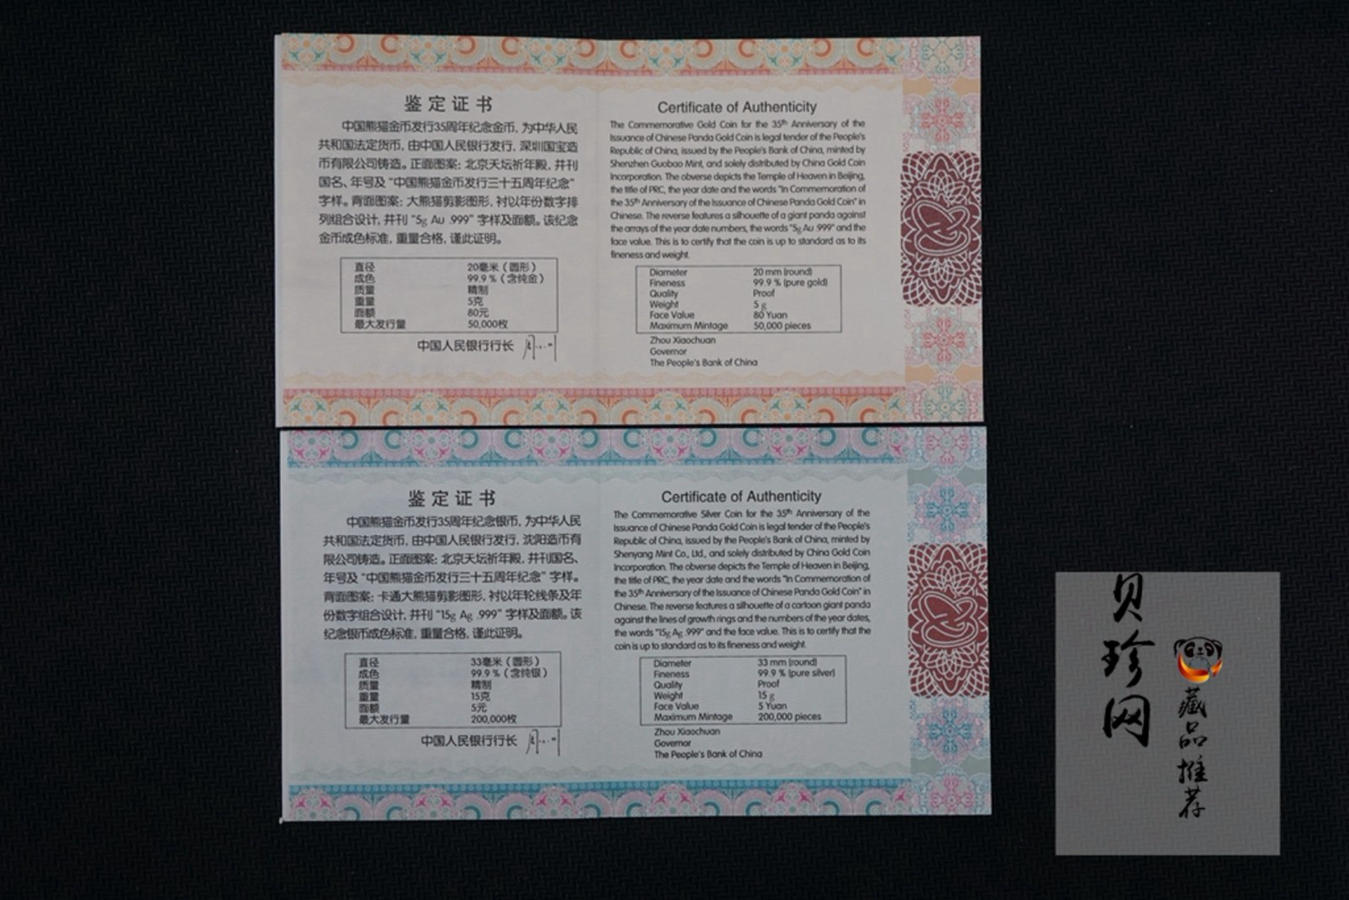 鉴定证书
中国熊猫金币发行35周年纪念金币，为中华人民
共和国法定货币，由中国人民银行发行，深圳国宝造
币有限公司铸造。正面图案：北京天坛祈年殿，并刊
国名、年号及“中国熊猫金币发行三十五周年纪念”
字样。背面图案：大熊猫剪影图形，衬以年份数字排
列组合设计，并刊“5g Au .999”字样及面额。该纪念
金币成色标准，重量合格，谨此证明。
直径 20毫米（圆形）
成色 99.9％（含纯金）
质量 精制
重量 5克
面额 80元
最大发行量 50,000枚
中国人民银行行长
Certificate of Authenticity
The Commemorative Gold Coin for the 35th Anniversary of the
Issuance of Chinese Panda Gold Coin is legal tender of the People's
Republic of China, issued by the People's Bank of China, minted by
Shenzhen Guobao Mint, and solely distributed by China Gold Coin
Incorporation. The obverse depicts the Temple of Heaven in Beijing,
the title of PRC, the year date and the words "In Commemoration of
the 35th Anniversary of the Issuance of Chinese Panda Gold Coin" in
Chinese. The reverse features a silhouette of a giant panda against
the arrays of the year date numbers, the words "5g Au .999" and the
face value. This is to certify that the coin is up to standard as to its
fineness and weight.
Diameter 20 mm (round)
Fineness 99.9 % (pure gold)
Quality Proof
Weight 5 g
Face Value 80 Yuan
Maximum Mintage 50,000 pieces
Zhou Xiaochuan
Governor
The People's Bank of China
鉴定证书
中国熊猫金币发行35周年纪念银币，为中华人民
共和国法定货币，由中国人民银行发行，沈阳造币有
限公司铸造。正面图案：北京天坛祈年殿，并刊国名、
年号及“中国熊猫金币发行三十五周年纪念”字样。
背面图案：卡通大熊猫剪影图形，衬以年轮线条及年
份数字组合设计，并刊“15g Ag .999”字样及面额。该
纪念银币成色标准，重量合格，谨此证明。
直径 33毫米（圆形）
成色 99.9％（含纯银）
质量 精制
重量 15克
面额 5元
最大发行量 200,000枚
中国人民银行行长
Certificate of Authenticity
The Commemorative Silver Coin for the 35th Anniversary of the
Issuance of Chinese Panda Gold Coin is legal tender of the People's
Republic of China, issued by the People's Bank of China, minted by
Shenyang Mint Co., Ltd., and solely distributed by China Gold Coin
Incorporation. The obverse depicts the Temple of Heaven in Beijing,
the title of PRC, the year date and the words "In Commemoration of
the 35th Anniversary of the Issuance of Chinese Panda Gold Coin" in
Chinese. The reverse features a silhouette of a cartoon giant panda
against the lines of growth rings and the numbers of the year dates,
the words "15g Ag .999" and the face value. This is to certify that the
coin is up to standard as to its fineness and weight.
Diameter 33 mm (round)
Fineness 99.9 % (pure silver)
Quality Proof
Weight 15 g
Face Value 5 Yuan
Maximum Mintage 200,000 pieces
Zhou Xiaochuan
Governor
The People's Bank of China
贝珍网
藏品推荐